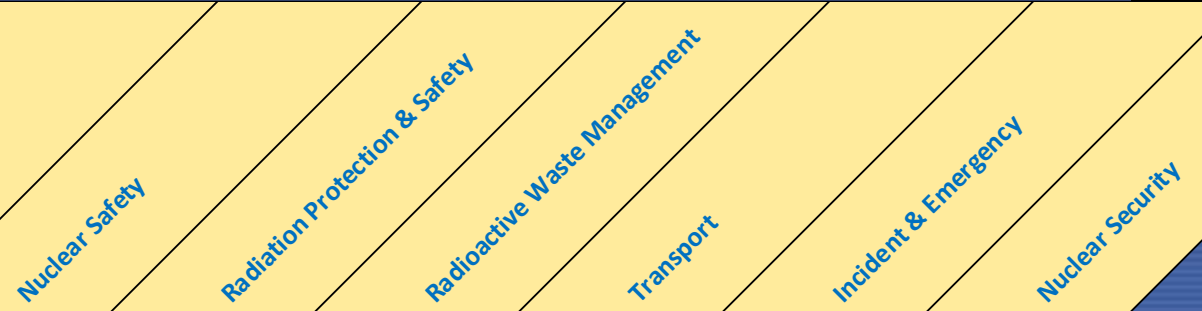 Nuclear Safety
Radiation Protection & Safety
Radioactive Waste Management
Transport
Incident & Emergency
Nuclear Security